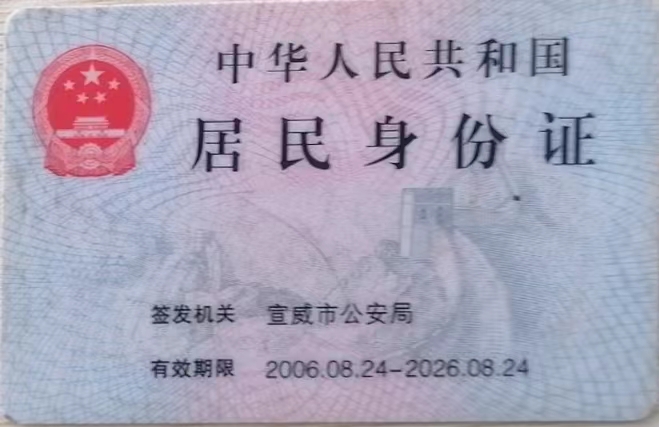 中华人民共和国
居民身份证
签发机关 宣威市公安局
有效期限 2006.08.24-2026.08.24